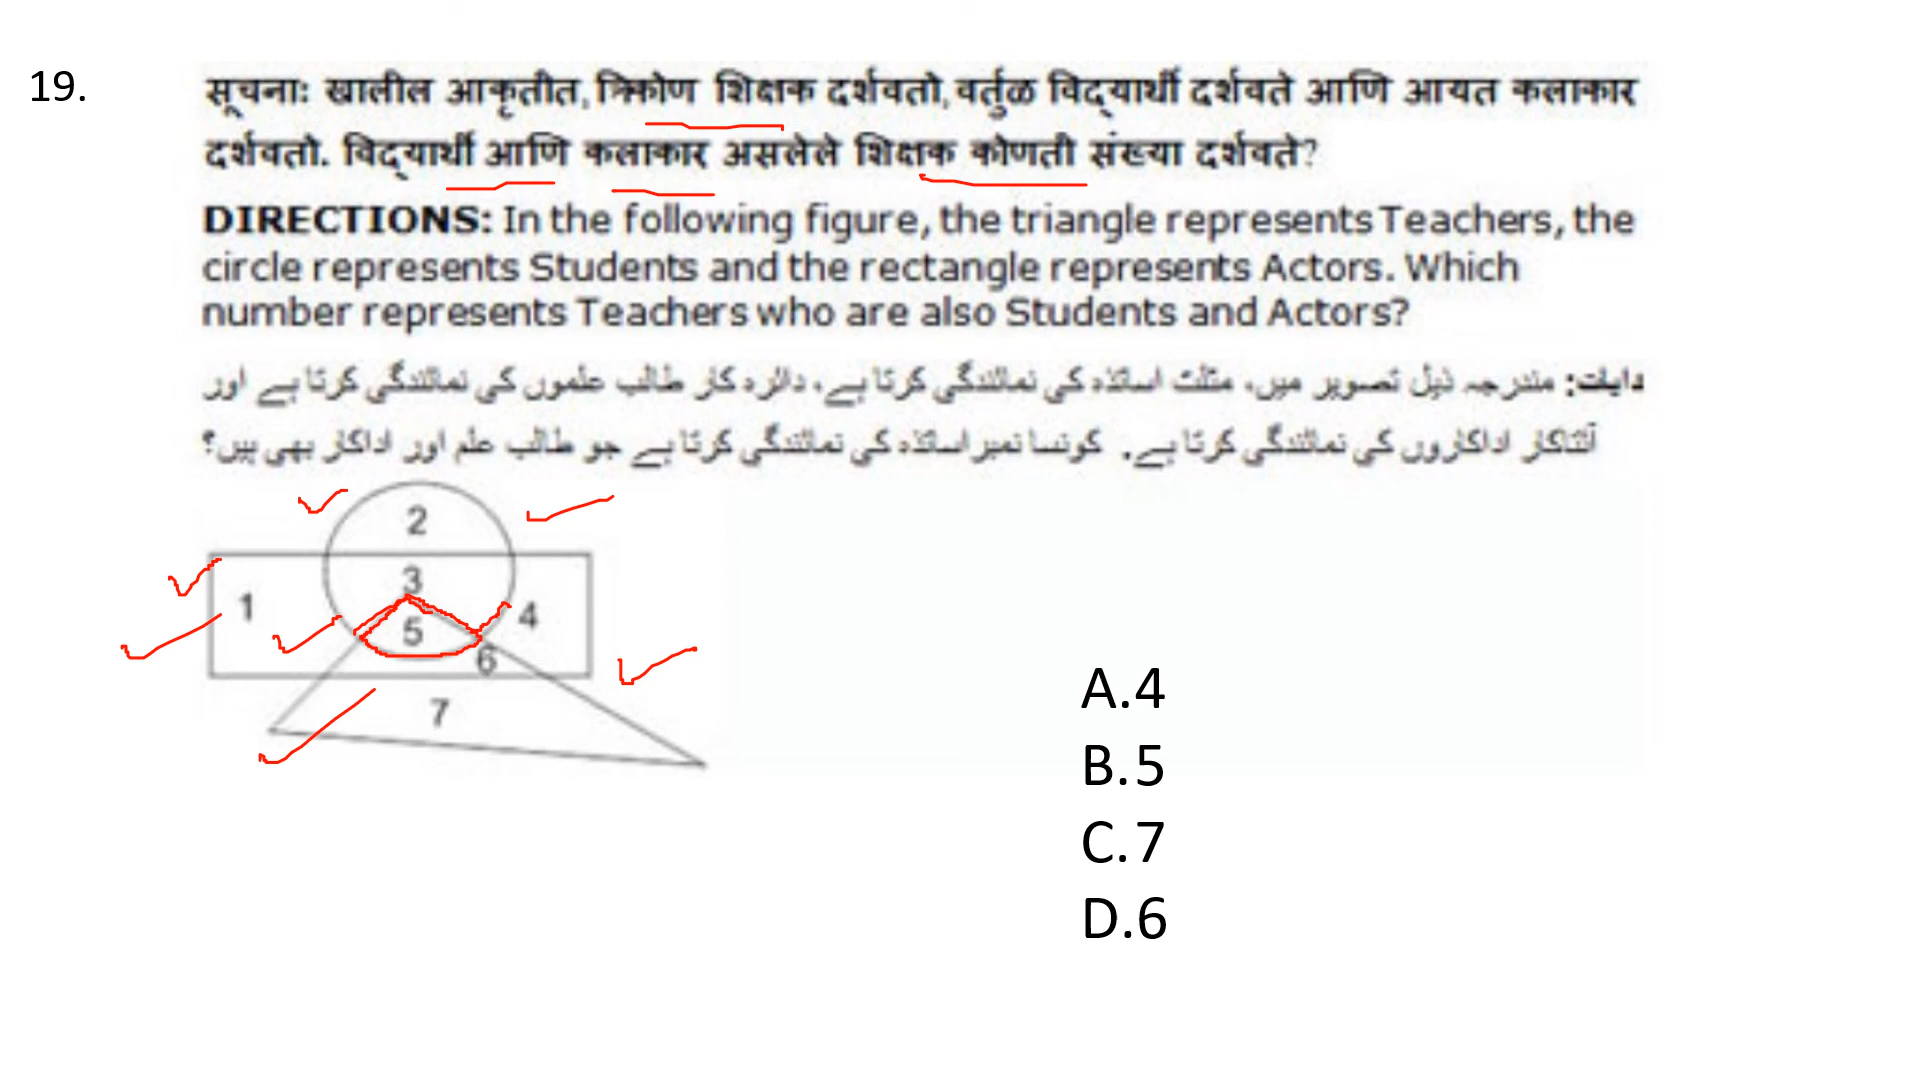 19.
सूचनाः खालील आकृतीत, त्रिकोण शिक्षक दर्शवतो, वर्तुळ विद्यार्थी दर्शवते आणि आयत कलाकार
दर्शवतो. विद्यार्थी आणि कलाकार असलेले शिक्षक कोणती संख्या दर्शवते?
DIRECTIONS: In the following figure, the triangle represents Teachers, the
circle represents Students and the rectangle represents Actors. Which
number represents Teachers who are also Students and Actors?
دایات: مندرجہ ذیل تصویر میں، مثلث اساتذہ کی نمائندگی کرتا ہے، دائرہ کار طالب علموں کی نمائندگی کرتا ہے اور
آئتاکار اداکاروں کی نمائندگی کرتا ہے. کونسا نمبر اساتذہ کی نمائندگی کرتا ہے جو طالب علم اور اداکار بھی ہیں؟
2
3
1
4
5
6
7
A.4
B.5
C.7
D.6